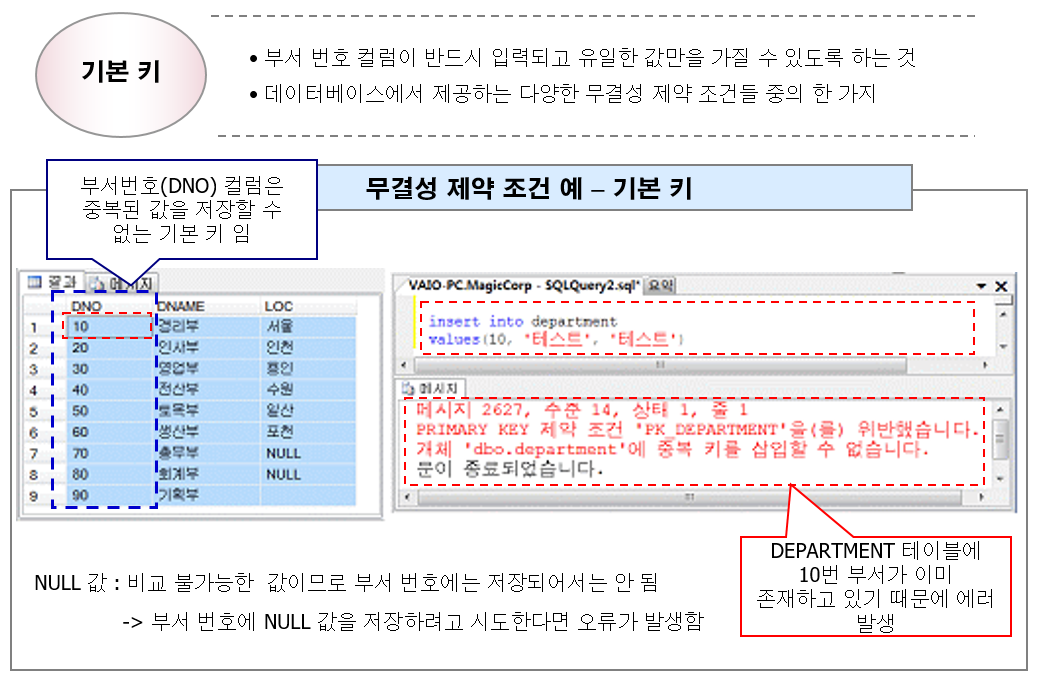 기본 키
• 부서 번호 컬럼이 반드시 입력되고 유일한 값만을 가질 수 있도록 하는 것
• 데이터베이스에서 제공하는 다양한 무결성 제약 조건들 중의 한 가지
부서번호(DNO) 컬럼은
중복된 값을 저장할 수
없는 기본 키 임
무결성 제약 조건 예 – 기본 키
결과 메시지
DNO DNAME LOC
1 10 경리부 서울
2 20 인사부 인천
3 30 영업부 용인
4 40 전산부 수원
5 50 토목부 일산
6 60 생산부 포천
7 70 총무부 NULL
8 80 회계부 NULL
9 90 기획부
VAIO-PC.MagicCorp - SQLQuery2.sql* 요약
insert into department
values(10, '테스트', '테스트')
메시지
메시지 2627, 수준 14, 상태 1, 줄 1
PRIMARY KEY 제약 조건 'PK_DEPARTMENT'을(를) 위반했습니다.
개체 'dbo.department'에 중복 키를 삽입할 수 없습니다.
문이 종료되었습니다.
DEPARTMENT 테이블에
10번 부서가 이미
존재하고 있기 때문에 에러
발생
NULL 값 : 비교 불가능한 값이므로 부서 번호에는 저장되어서는 안 됨
-> 부서 번호에 NULL 값을 저장하려고 시도한다면 오류가 발생함